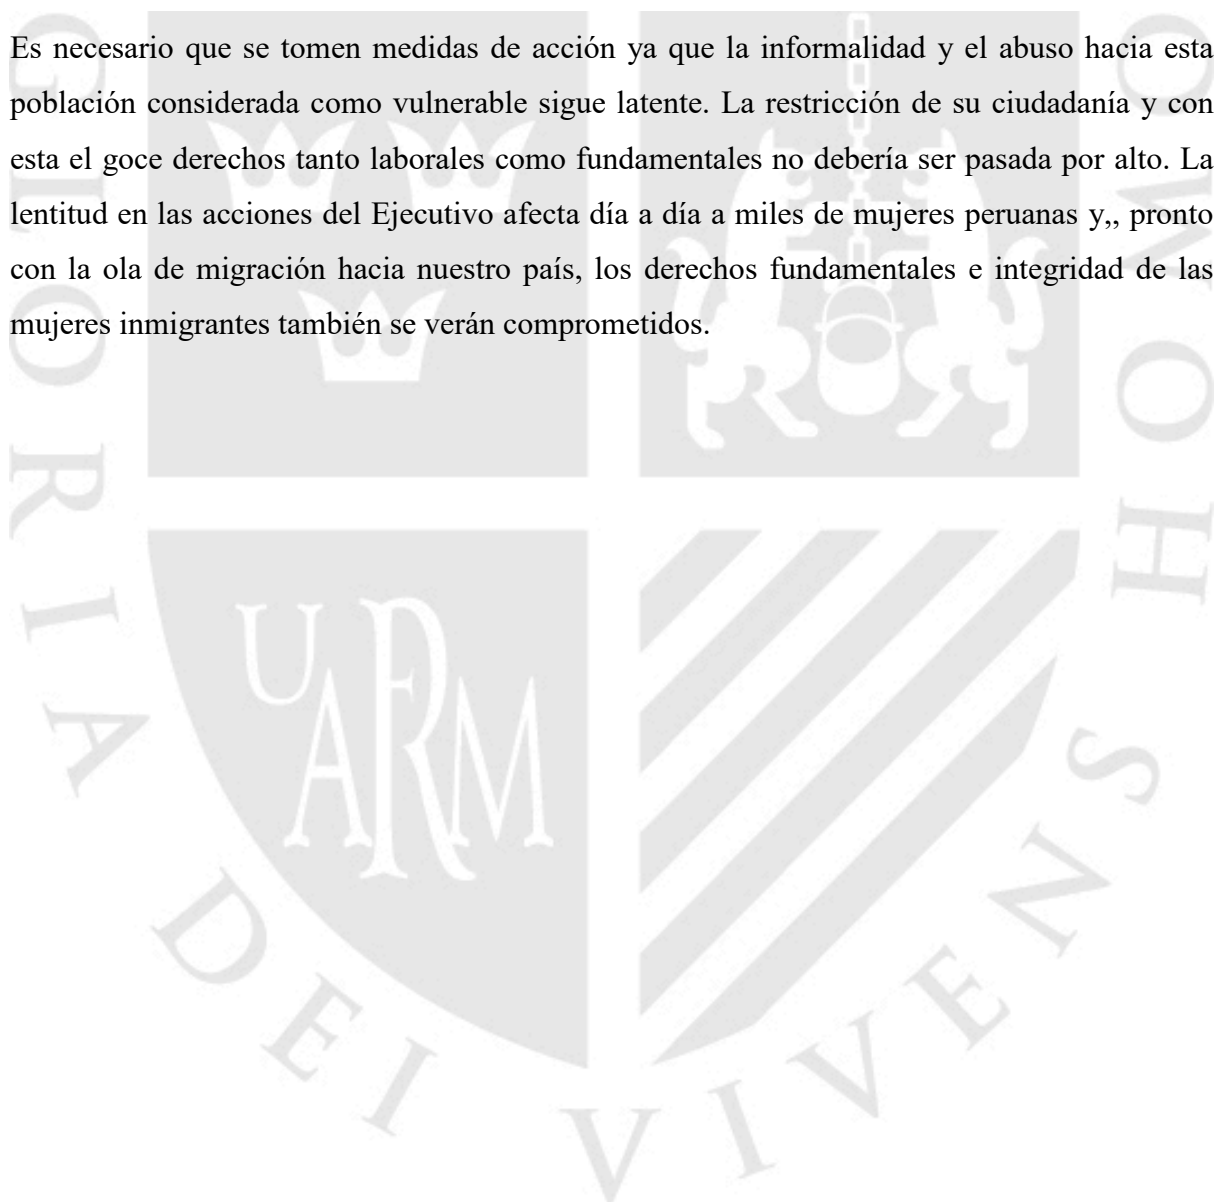 Es necesario que se tomen medidas de acción ya que la informalidad y el abuso hacia esta
población considerada como vulnerable sigue latente. La restricción de su ciudadanía y con
esta el goce derechos tanto laborales como fundamentales no debería ser pasada por alto. La
lentitud en las acciones del Ejecutivo afecta día a día a miles de mujeres peruanas y,, pronto
con la ola de migración hacia nuestro país, los derechos fundamentales e integridad de las
mujeres inmigrantes también se verán comprometidos.
UARM
GLORIA DEI VIVENS HOMO